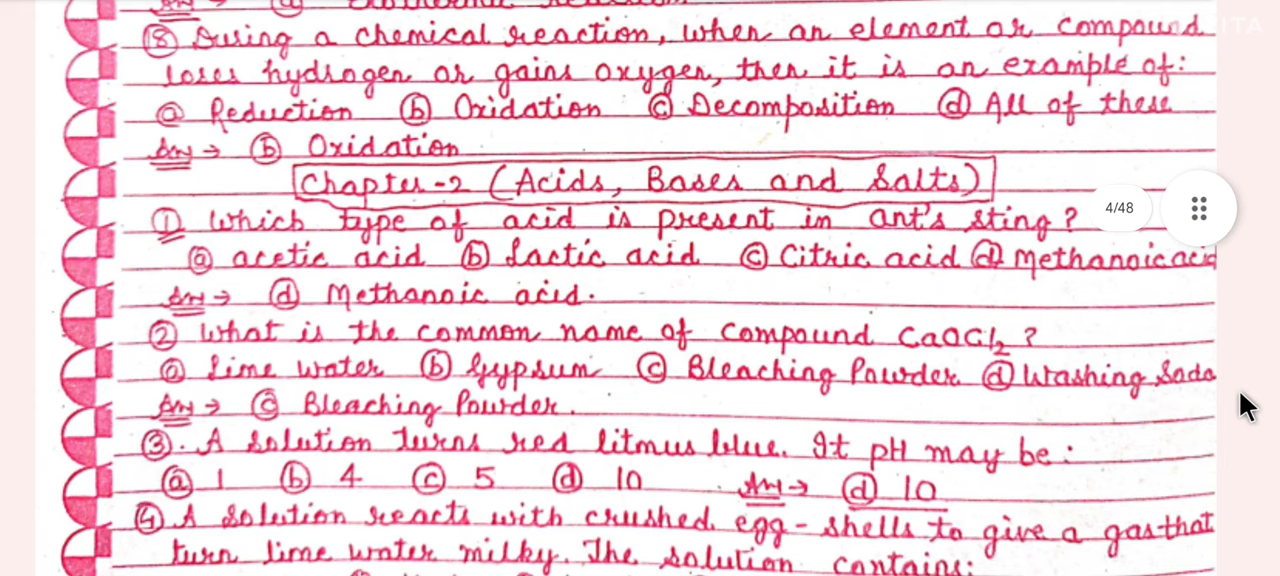 ⑧ During a chemical reaction, when an element or compound
loses hydrogen or gains oxygen, then it is an example of:
ⓐ Reduction ⓑ Oxidation ⓒ Decomposition ⓓ All of these
Ans → ⓑ Oxidation
Chapter-2 (Acids, Bases and Salts)
① Which type of acid is present in ant's sting?
ⓐ acetic acid ⓑ Lactic acid ⓒ Citric acid ⓓ Methanoic acid
Ans → ⓓ Methanoic acid.
② What is the common name of compound CaOCl₂?
ⓐ Lime water ⓑ Gypsum ⓒ Bleaching Powder ⓓ Washing Soda
Ans → ⓒ Bleaching Powder.
③. A solution turns red litmus blue. It pH may be:
ⓐ 1 ⓑ 4 ⓒ 5 ⓓ 10 Ans → ⓓ 10
④ A solution reacts with crushed egg-shells to give a gas that
turn lime water milky. The solution contains:
4/48